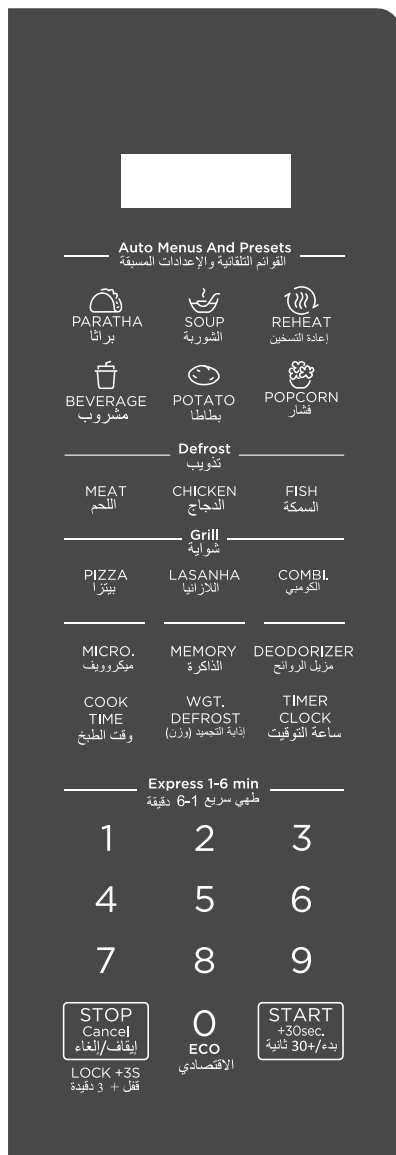 Auto Menus And Presets
القوائم التلقائية والإعدادات المسبقة
PARATHA SOUP REHEAT
براثا الشوربة إعادة التسخين
BEVERAGE POTATO POPCORN
مشروب بطاطا فشار
Defrost
تذويب
MEAT CHICKEN FISH
اللحم الدجاج السمكة
Grill
شواية
PIZZA LASANHA COMBI.
بيتزا اللازانيا الكومبي
MICRO. MEMORY DEODORIZER
ميكروويف الذاكرة مزيل الروائح
COOK TIME WGT. DEFROST TIMER CLOCK
وقت الطبخ إذابة التجميد (وزن) ساعة التوقيت
Express 1-6 min
طهي سريع 1-6 دقيقة
1 2 3
4 5 6
7 8 9
STOP
Cancel
إيقاف/إلغاء
LOCK +3S
قفل + 3 دقيدة
0
ECO
الاقتصادي
START
+30sec.
بدء/+30 ثانية